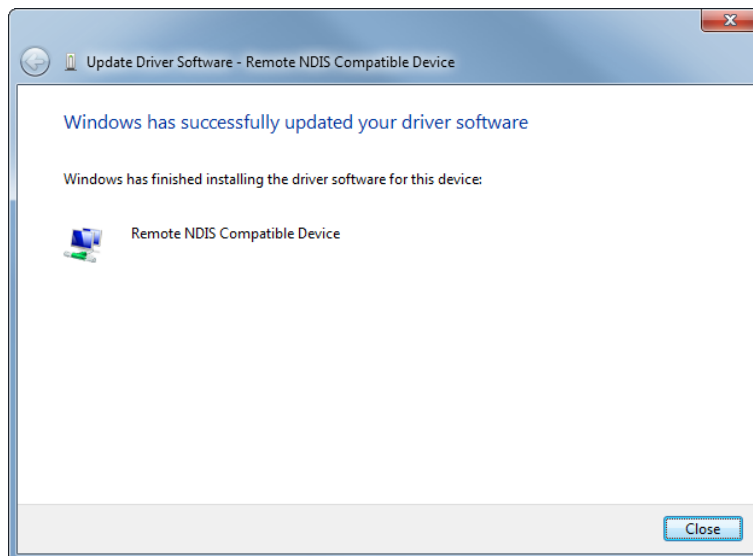 Update Driver Software - Remote NDIS Compatible Device
Windows has successfully updated your driver software
Windows has finished installing the driver software for this device:
Remote NDIS Compatible Device
Close